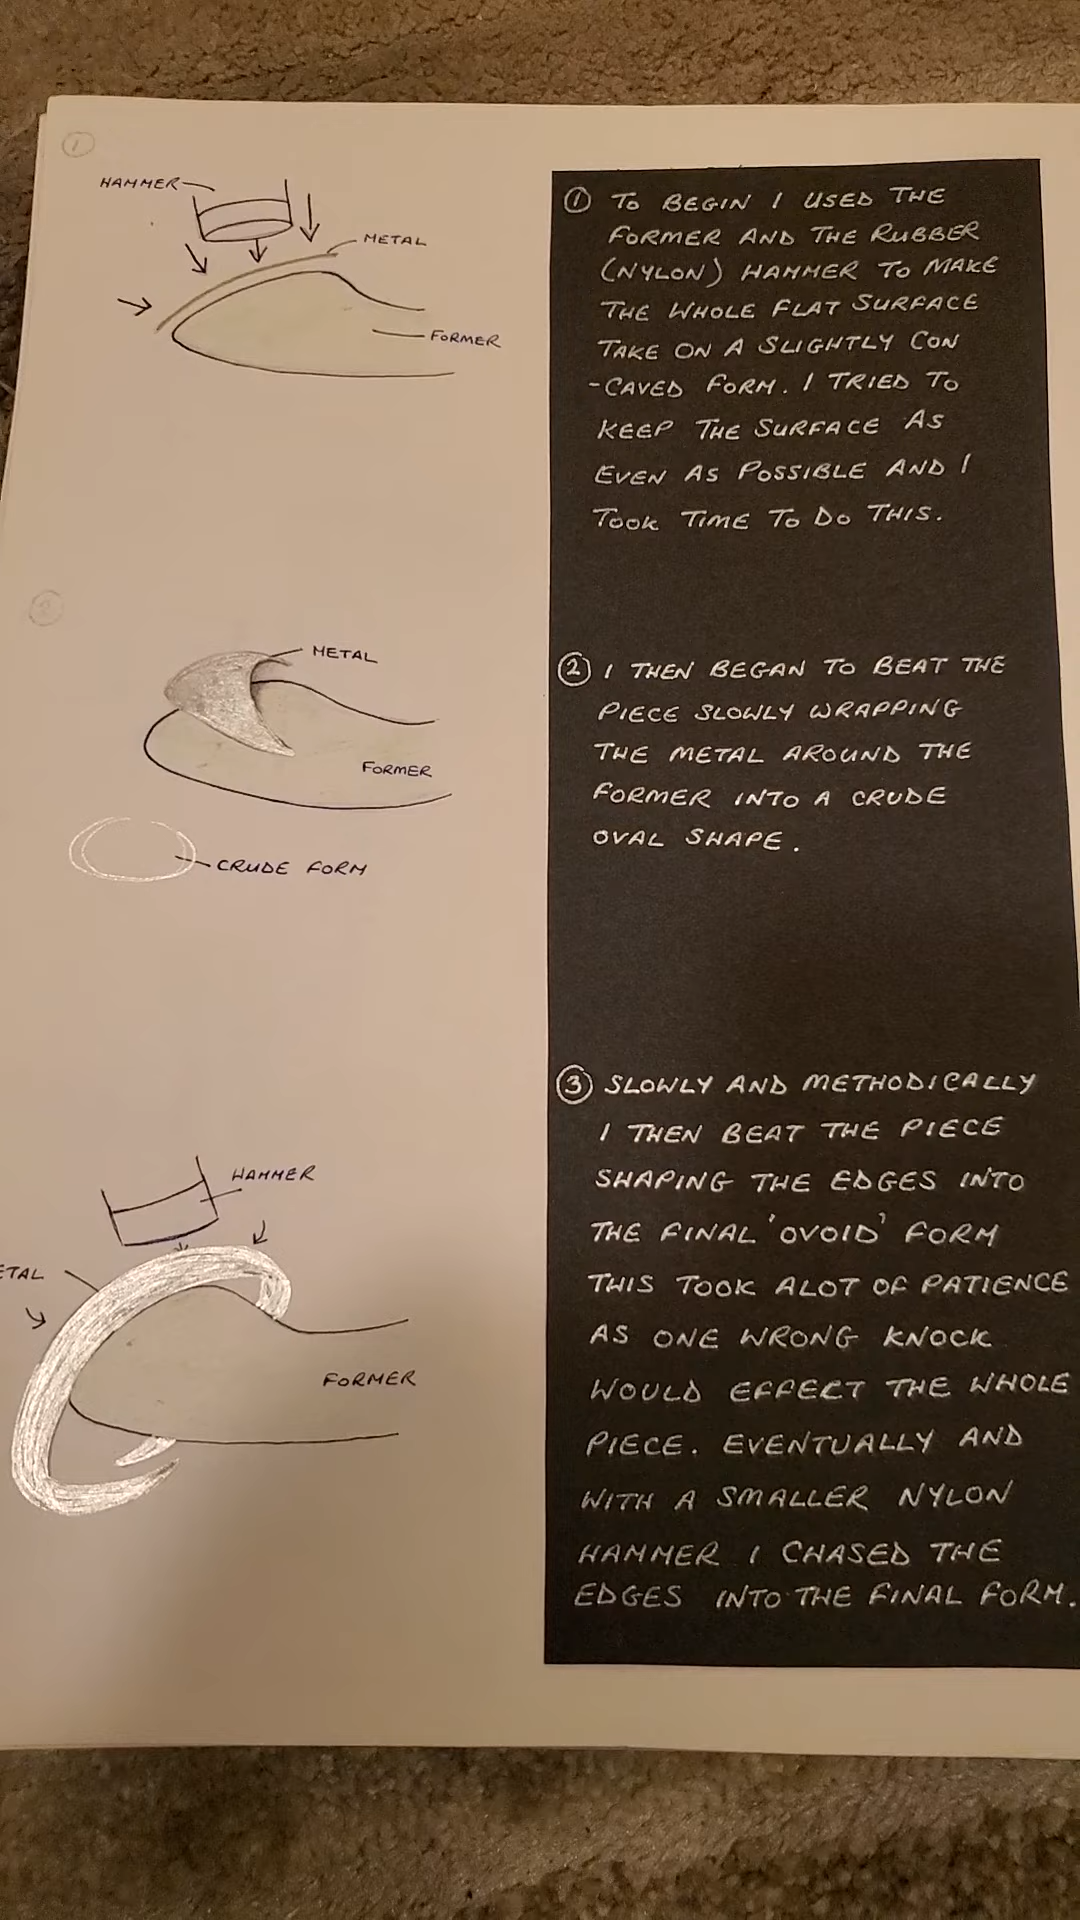 1
HAMMER
METAL
FORMER
① TO BEGIN I USED THE
FORMER AND THE RUBBER
(NYLON) HAMMER TO MAKE
THE WHOLE FLAT SURFACE
TAKE ON A SLIGHTLY CON
-CAVED FORM. I TRIED TO
KEEP THE SURFACE AS
EVEN AS POSSIBLE AND I
TOOK TIME TO DO THIS.
2
METAL
FORMER
CRUDE FORM
② I THEN BEGAN TO BEAT THE
PIECE SLOWLY WRAPPING
THE METAL AROUND THE
FORMER INTO A CRUDE
OVAL SHAPE.
HAMMER
ETAL
FORMER
③ SLOWLY AND METHODICALLY
I THEN BEAT THE PIECE
SHAPING THE EDGES INTO
THE FINAL 'OVOID' FORM
THIS TOOK ALOT OF PATIENCE
AS ONE WRONG KNOCK
WOULD EFFECT THE WHOLE
PIECE. EVENTUALLY AND
WITH A SMALLER NYLON
HAMMER I CHASED THE
EDGES INTO THE FINAL FORM.